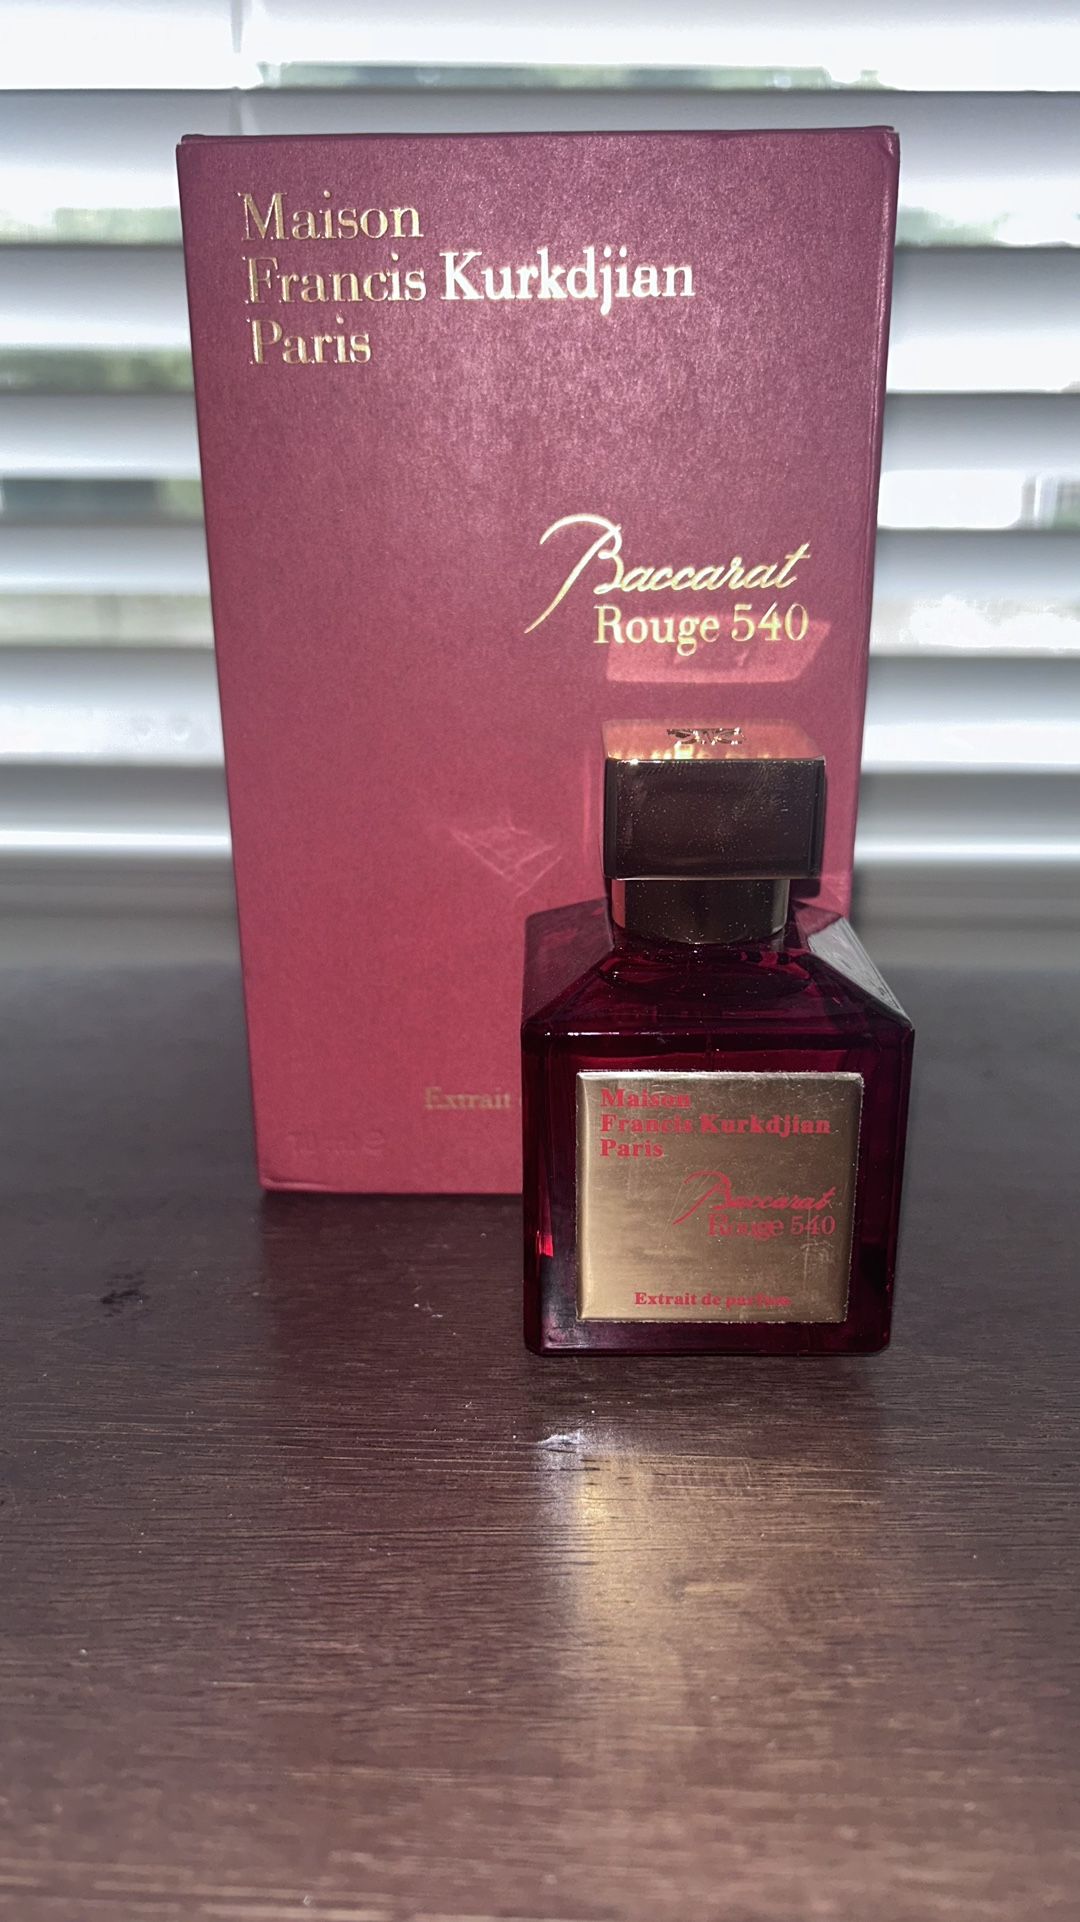 Maison
Francis Kurkdjian
Paris
Baccarat
Rouge 540
Extrait
Maison
Francis Kurkdjian
Paris
Baccarat
Rouge 540
Extrait de parfum